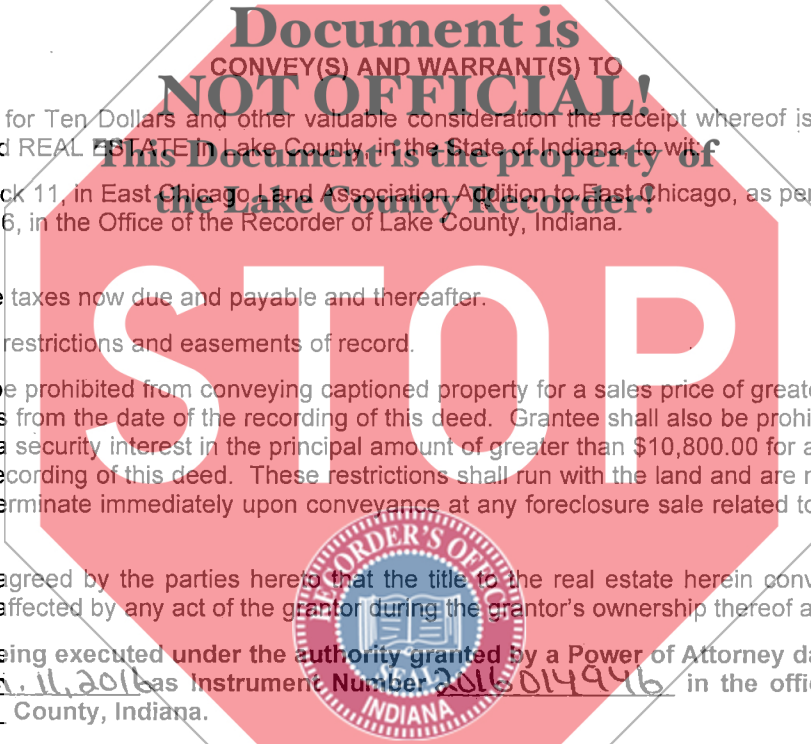 Document is
CONVEY(S) AND WARRANT(S) TO
NOT OFFICIAL!
for Ten Dollars and other valuable consideration the receipt whereof is
REAL ESTATE in Lake County, in the State of Indiana, to wit:
This Document is the property of
ck 11, in East Chicago Land Association Addition to East Chicago, as per
the Lake County Recorder!
6, in the Office of the Recorder of Lake County, Indiana.
taxes now due and payable and thereafter.
restrictions and easements of record.
STOP
be prohibited from conveying captioned property for a sales price of greate
s from the date of the recording of this deed. Grantee shall also be prohi
a security interest in the principal amount of greater than $10,800.00 for a
ecording of this deed. These restrictions shall run with the land and are
erminate immediately upon conveyance at any foreclosure sale related to
RECORDER'S OFFICE
agreed by the parties hereto that the title to the real estate herein conv
affected by any act of the grantor during the grantor's ownership thereof a
eing executed under the authority granted by a Power of Attorney da
SEAL
11, 2016 as Instrument Number 2016 014946 in the offi
INDIANA
County, Indiana.